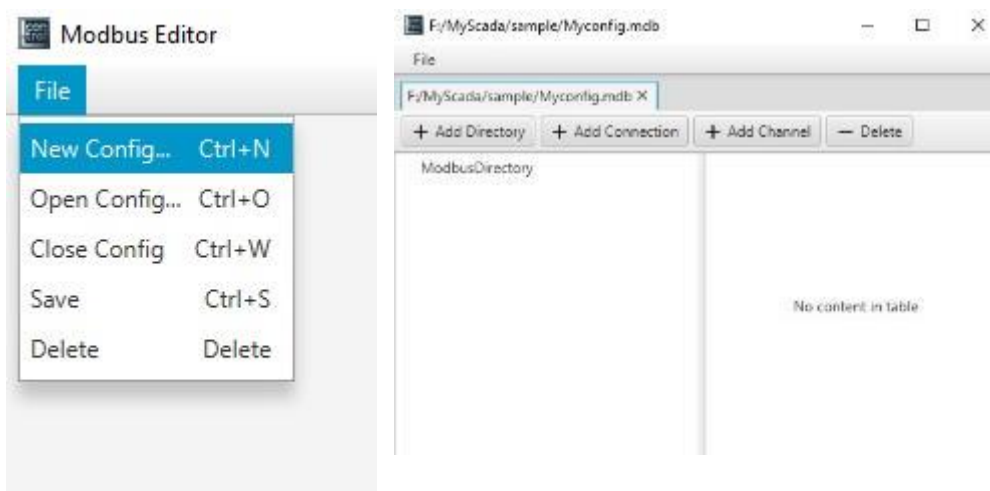 Modbus Editor
File
New Config... Ctrl+N
Open Config... Ctrl+O
Close Config Ctrl+W
Save Ctrl+S
Delete Delete
F:/MyScada/sample/Myconfig.mdb
File
F:/MyScada/sample/Myconfig.mdb X
+ Add Directory + Add Connection + Add Channel — Delete
ModbusDirectory
No content in table